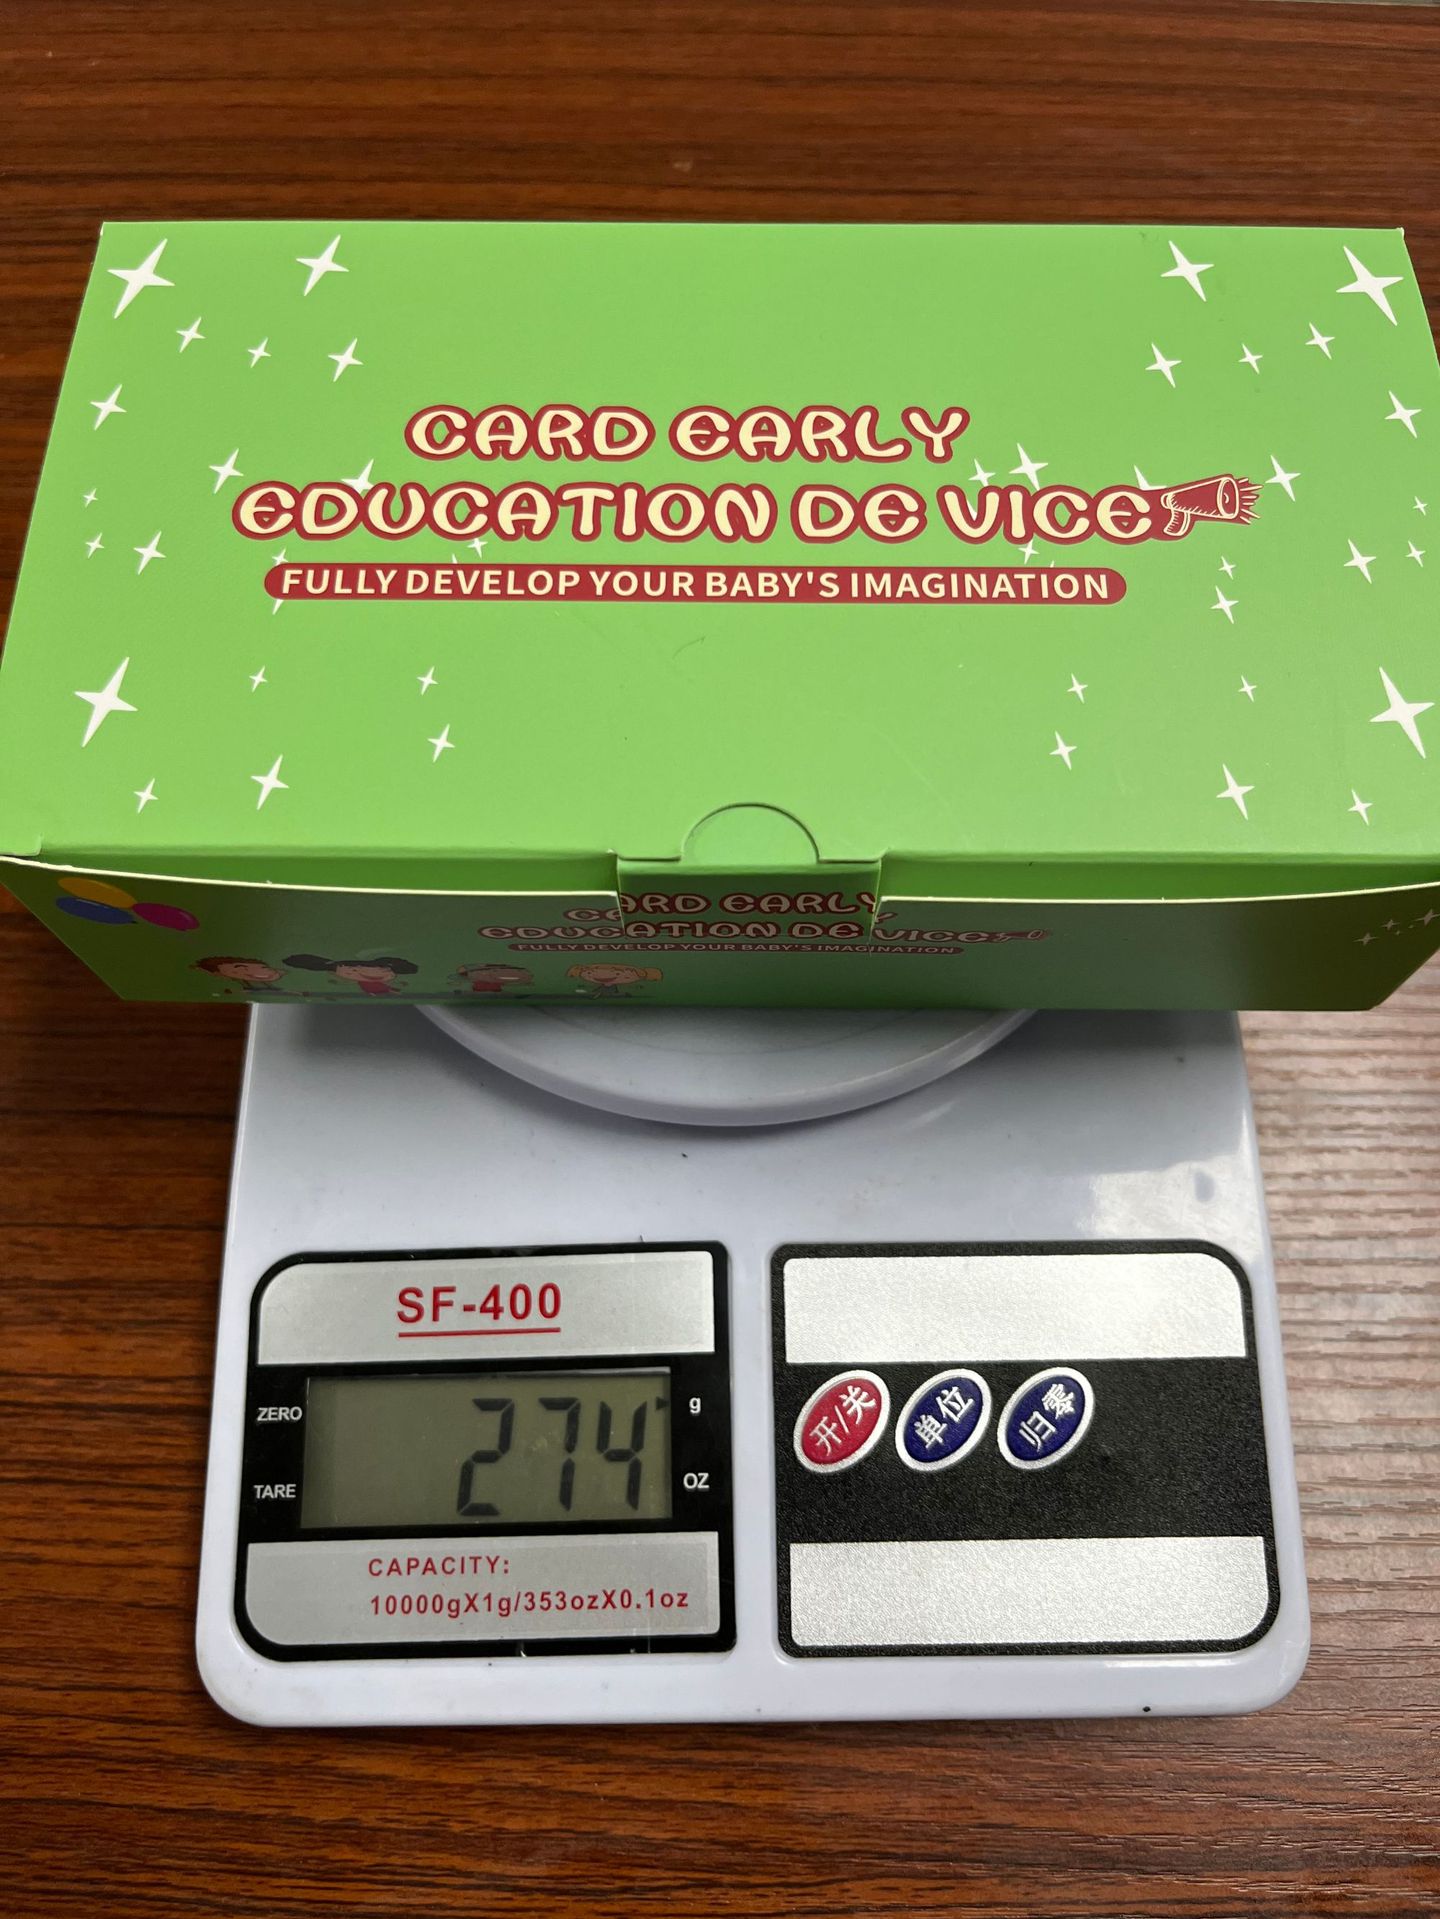 CARD EARLY
EDUCATION DE VICE
FULLY DEVELOP YOUR BABY'S IMAGINATION
CARD EARLY
EDUCATION DE VICE
FULLY DEVELOP YOUR BABY'S IMAGINATION
SF-400
ZERO
TARE
274
g
OZ
CAPACITY:
10000gX1g/353ozX0.1oz
开/关
单位
归零